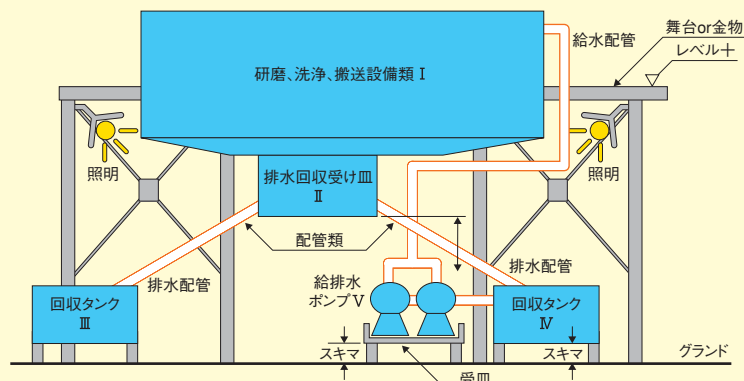 給水配管
舞台or金物
レベル十
研磨、洗浄、搬送設備類 Ⅰ
照明
照明
排水回収受け皿
Ⅱ
配管類
排水配管
排水配管
給排水
ポンプ Ⅴ
回収タンク
Ⅲ
回収タンク
Ⅳ
スキマ
スキマ
グランド
受皿